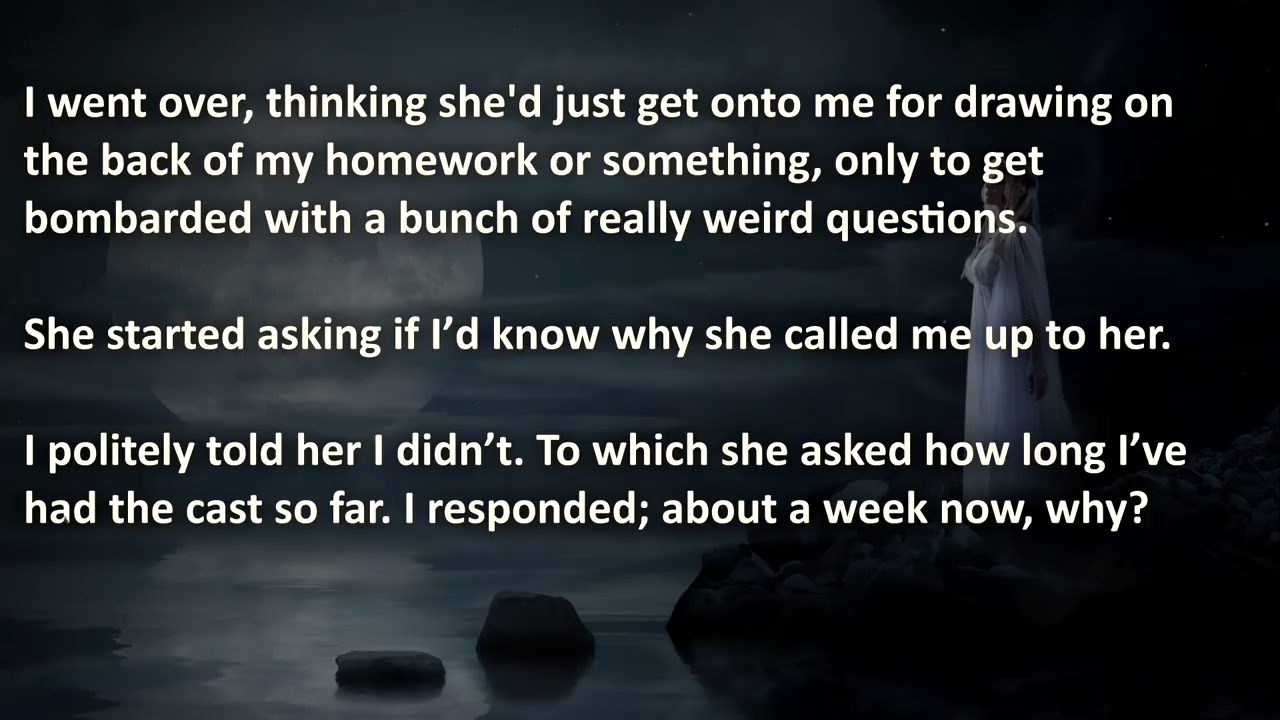 I went over, thinking she'd just get onto me for drawing on
the back of my homework or something, only to get
bombarded with a bunch of really weird questions.
She started asking if I’d know why she called me up to her.
I politely told her I didn’t. To which she asked how long I’ve
had the cast so far. I responded; about a week now, why?